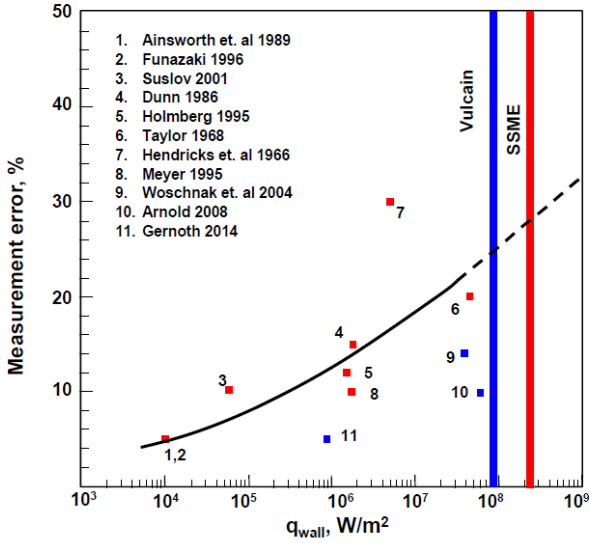 50
40
30
20
10
Measurement error, %
1. Ainsworth et. al 1989
2. Funazaki 1996
3. Suslov 2001
4. Dunn 1986
5. Holmberg 1995
6. Taylor 1968
7. Hendricks et. al 1966
8. Meyer 1995
9. Woschnak et. al 2004
10. Arnold 2008
11. Gernoth 2014
Vulcain
SSME
7
6
4
9
3
5
8
10
11
1,2
10³ 10⁴ 10⁵ 10⁶ 10⁷ 10⁸ 10⁹
q_wall, W/m²